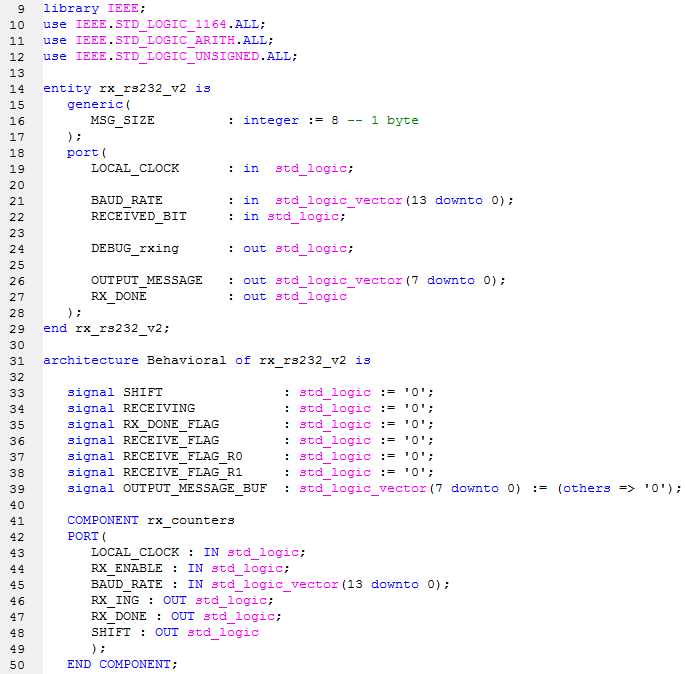 9 library IEEE;
10 use IEEE.STD_LOGIC_1164.ALL;
11 use IEEE.STD_LOGIC_ARITH.ALL;
12 use IEEE.STD_LOGIC_UNSIGNED.ALL;
13
14 entity rx_rs232_v2 is
15    generic(
16       MSG_SIZE         : integer := 8 -- 1 byte
17    );
18    port(
19       LOCAL_CLOCK      : in  std_logic;
20
21       BAUD_RATE        : in  std_logic_vector(13 downto 0);
22       RECEIVED_BIT     : in std_logic;
23
24       DEBUG_rxing      : out std_logic;
25
26       OUTPUT_MESSAGE   : out std_logic_vector(7 downto 0);
27       RX_DONE          : out std_logic
28    );
29 end rx_rs232_v2;
30
31 architecture Behavioral of rx_rs232_v2 is
32
33    signal SHIFT               : std_logic := '0';
34    signal RECEIVING           : std_logic := '0';
35    signal RX_DONE_FLAG        : std_logic := '0';
36    signal RECEIVE_FLAG        : std_logic := '0';
37    signal RECEIVE_FLAG_R0     : std_logic := '0';
38    signal RECEIVE_FLAG_R1     : std_logic := '0';
39    signal OUTPUT_MESSAGE_BUF  : std_logic_vector(7 downto 0) := (others => '0');
40
41    COMPONENT rx_counters
42    PORT(
43       LOCAL_CLOCK : IN std_logic;
44       RX_ENABLE : IN std_logic;
45       BAUD_RATE : IN std_logic_vector(13 downto 0);
46       RX_ING : OUT std_logic;
47       RX_DONE : OUT std_logic;
48       SHIFT : OUT std_logic
49       );
50    END COMPONENT;